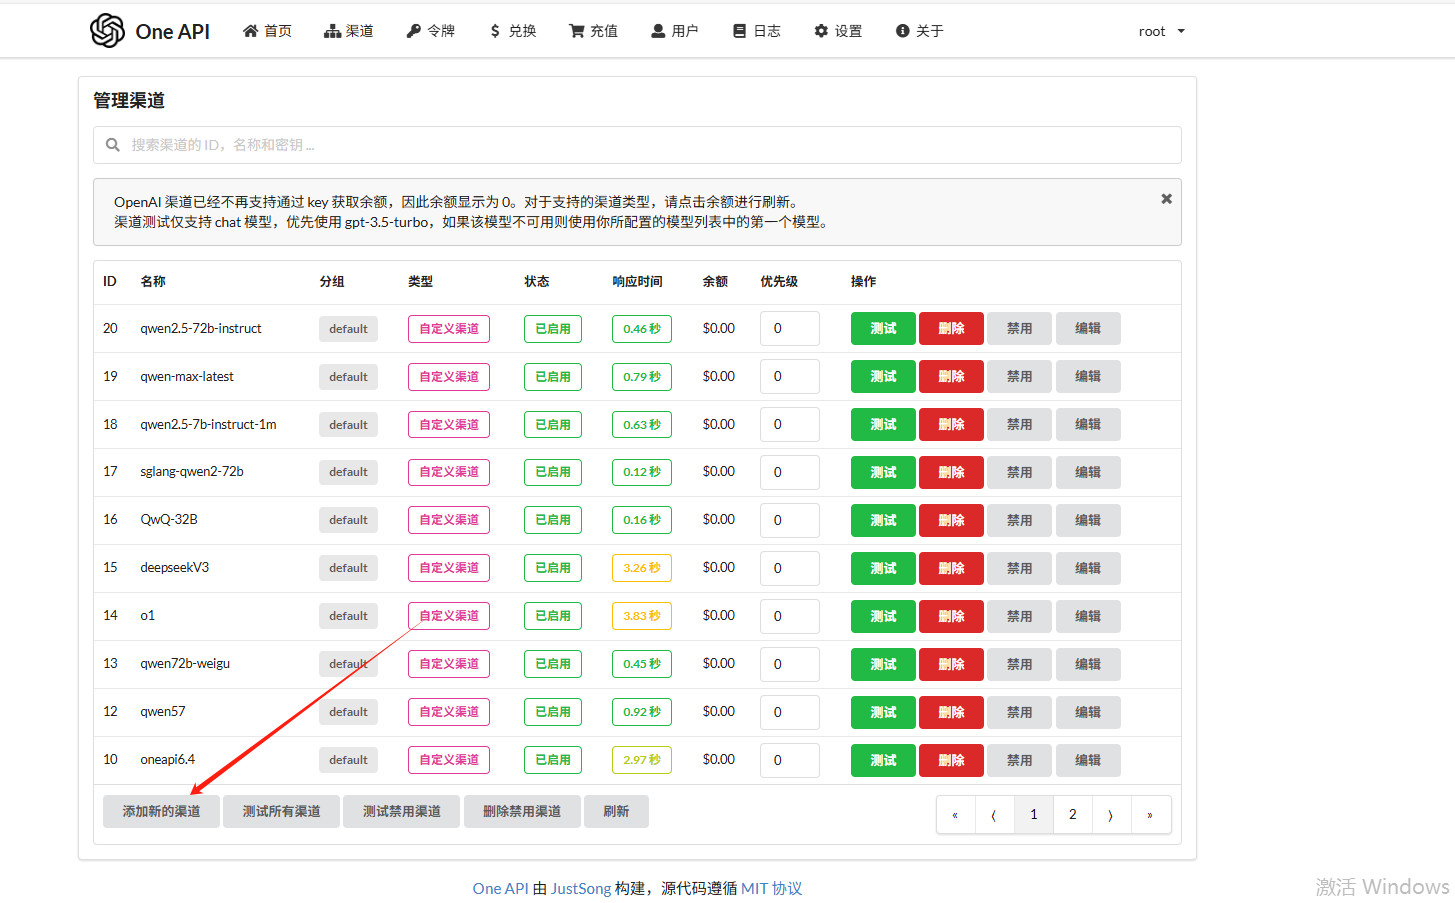 One API 首页 渠道 令牌 兑换 充值 用户 日志 设置 关于 root
管理渠道
搜索渠道的 ID，名称和密钥 ...
OpenAI 渠道已经不再支持通过 key 获取余额，因此余额显示为 0。对于支持的渠道类型，请点击余额进行刷新。
渠道测试仅支持 chat 模型，优先使用 gpt-3.5-turbo，如果该模型不可用则使用你所配置的模型列表中的第一个模型。
ID 名称 分组 类型 状态 响应时间 余额 优先级 操作
20 qwen2.5-72b-instruct default 自定义渠道 已启用 0.46 秒 $0.00 0 测试 删除 禁用 编辑
19 qwen-max-latest default 自定义渠道 已启用 0.79 秒 $0.00 0 测试 删除 禁用 编辑
18 qwen2.5-7b-instruct-1m default 自定义渠道 已启用 0.63 秒 $0.00 0 测试 删除 禁用 编辑
17 sglang-qwen2-72b default 自定义渠道 已启用 0.12 秒 $0.00 0 测试 删除 禁用 编辑
16 QwQ-32B default 自定义渠道 已启用 0.16 秒 $0.00 0 测试 删除 禁用 编辑
15 deepseekV3 default 自定义渠道 已启用 3.26 秒 $0.00 0 测试 删除 禁用 编辑
14 o1 default 自定义渠道 已启用 3.83 秒 $0.00 0 测试 删除 禁用 编辑
13 qwen72b-weigu default 自定义渠道 已启用 0.45 秒 $0.00 0 测试 删除 禁用 编辑
12 qwen57 default 自定义渠道 已启用 0.92 秒 $0.00 0 测试 删除 禁用 编辑
10 oneapi6.4 default 自定义渠道 已启用 2.97 秒 $0.00 0 测试 删除 禁用 编辑
添加新的渠道 测试所有渠道 测试禁用渠道 删除禁用渠道 刷新 « ⟨ 1 2 ⟩ »
One API 由 JustSong 构建，源代码遵循 MIT 协议
激活 Windows